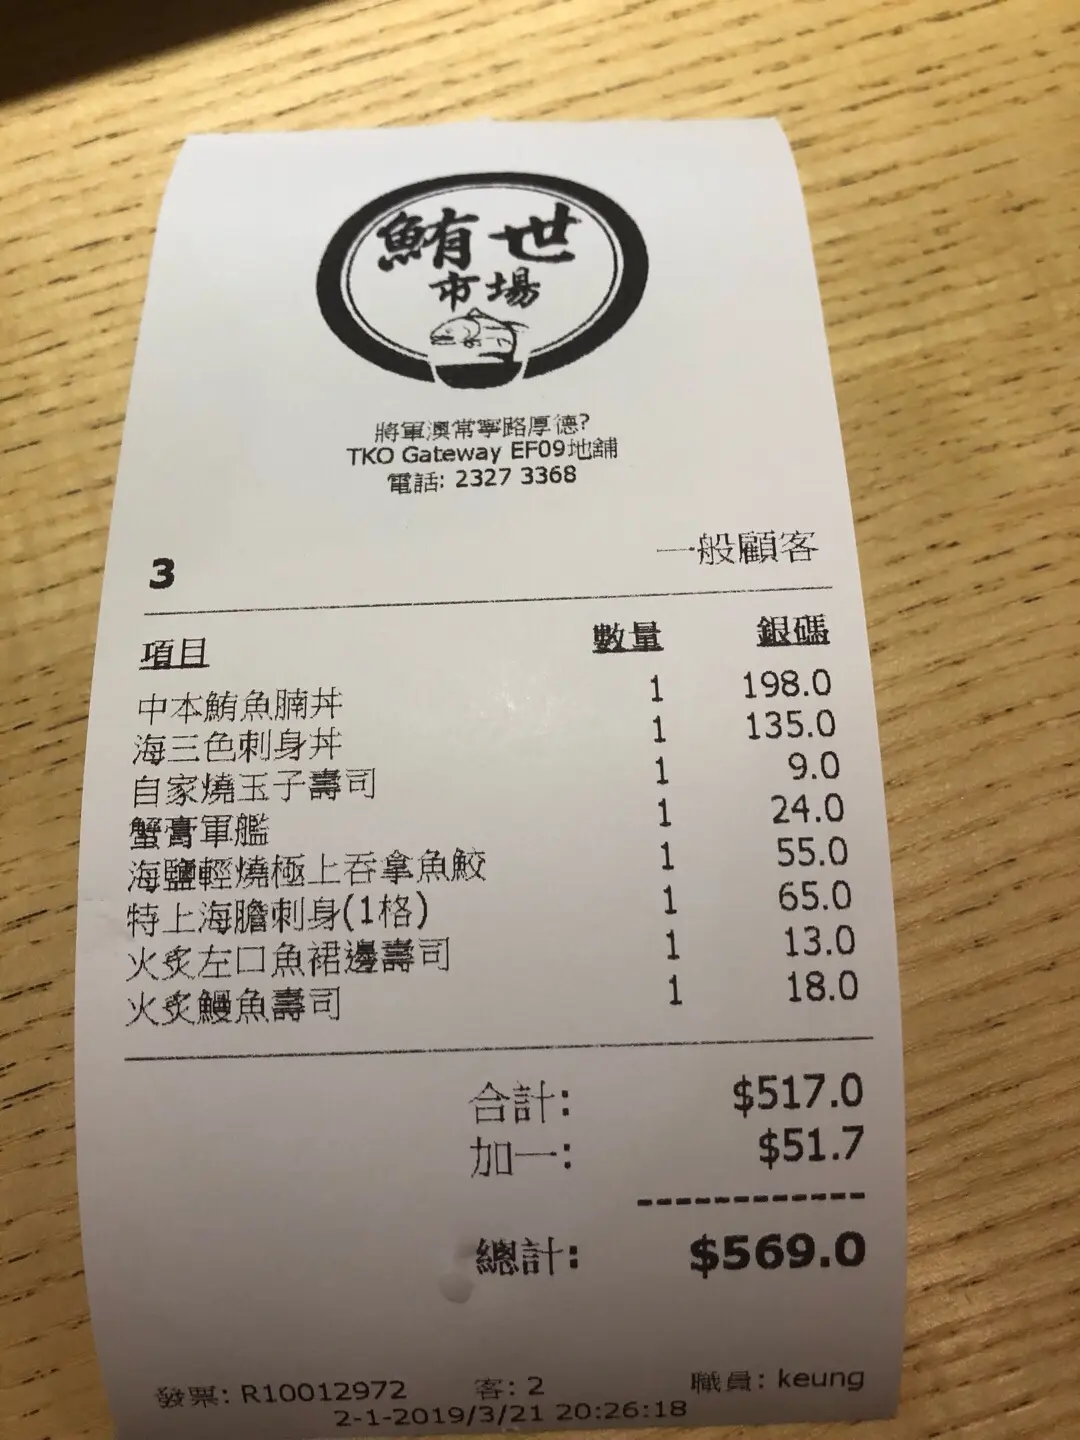 鮪世
市場
將軍澳常寧路厚德?
TKO Gateway EF09地舖
電話: 2327 3368
3 一般顧客
項目 數量 銀碼
中本鮪魚腩丼 1 198.0
海三色刺身丼 1 135.0
自家燒玉子壽司 1 9.0
蟹膏軍艦 1 24.0
海鹽輕燒極上吞拿魚鮫 1 55.0
特上海膽刺身(1格) 1 65.0
火炙左口魚裙邊壽司 1 13.0
火炙鰻魚壽司 1 18.0
合計: $517.0
加一: $51.7
------------
總計: $569.0
發票: R10012972 客: 2 職員: keung
2-1-2019/3/21 20:26:18